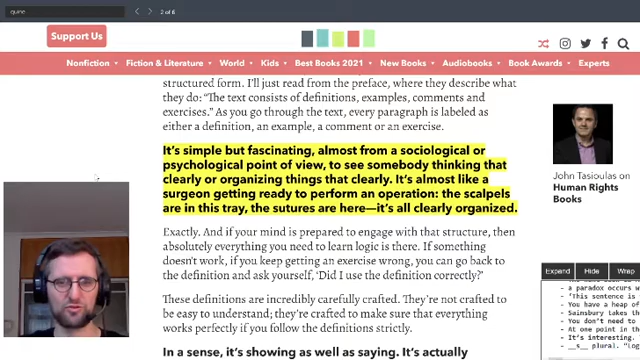 quine
2 of 6
Support Us
Nonfiction
Fiction & Literature
World
Kids
Best Books 2021
New Books
Audiobooks
Book Awards
Experts
structured form. I'll just read from the preface, where they describe what
they do: "The text consists of definitions, examples, comments and
exercises." As you go through the text, every paragraph is labeled as
either a definition, an example, a comment or an exercise.
It's simple but fascinating, almost from a sociological or
psychological point of view, to see somebody thinking that
clearly or organizing things that clearly. It's almost like a
surgeon getting ready to perform an operation: the scalpels
are in this tray, the sutures are here—it's all clearly organized.
Exactly. And if your mind is prepared to engage with that structure, then
absolutely everything you need to learn logic is there. If something
doesn't work, if you keep getting an exercise wrong, you can go back to
the definition and ask yourself, 'Did I use the definition correctly?'
These definitions are incredibly carefully crafted. They're not crafted to
be easy to understand; they're crafted to make sure that everything
works perfectly if you follow the definitions strictly.
In a sense, it's showing as well as saying. It's actually
John Tasioulas on
Human Rights
Books
Expand
Hide
Wrap
- a paradox occurs w
- 'This sentence is
- You have a heap of
- Sainsbury takes the
- You don't need to
- At one point in the
- It's interesting.
- __s__ plural. "Log